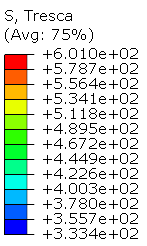 S, Tresca
(Avg: 75%)
+6.010e+02
+5.787e+02
+5.564e+02
+5.341e+02
+5.118e+02
+4.895e+02
+4.672e+02
+4.449e+02
+4.226e+02
+4.003e+02
+3.780e+02
+3.557e+02
+3.334e+02